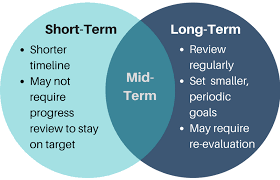 Short-Term
• Shorter
timeline
• May not
require
progress
review to stay
on target
Mid-
Term
Long-Term
• Review
regularly
• Set smaller,
periodic
goals
• May require
re-evaluation